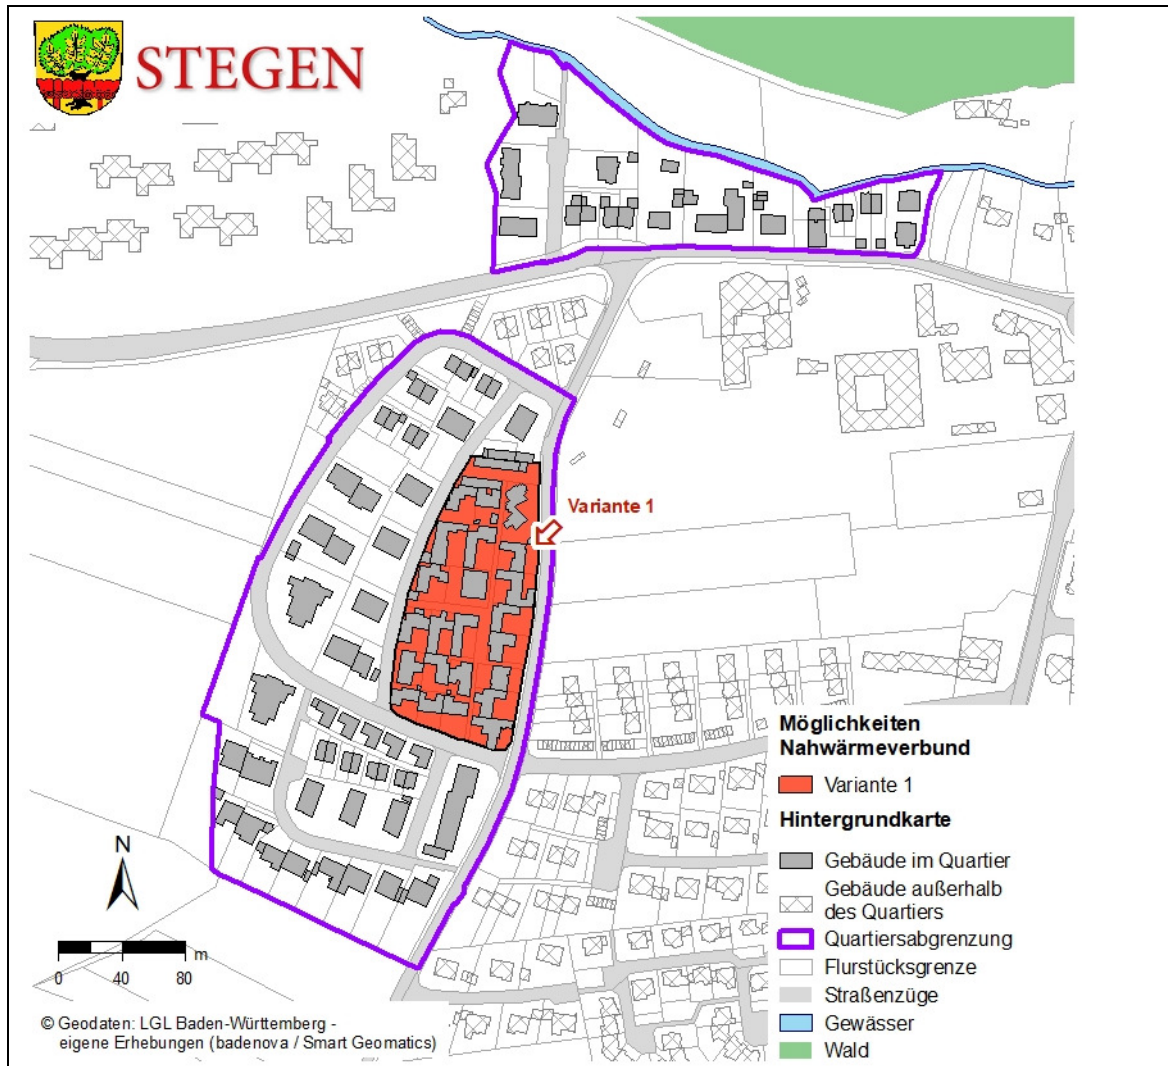 STEGEN
Variante 1
Möglichkeiten
Nahwärmeverbund
Variante 1
Hintergrundkarte
Gebäude im Quartier
Gebäude außerhalb
des Quartiers
Quartiersabgrenzung
Flurstücksgrenze
Straßenzüge
Gewässer
Wald
N
m
0 40 80
© Geodaten: LGL Baden-Württemberg -
eigene Erhebungen (badenova / Smart Geomatics)